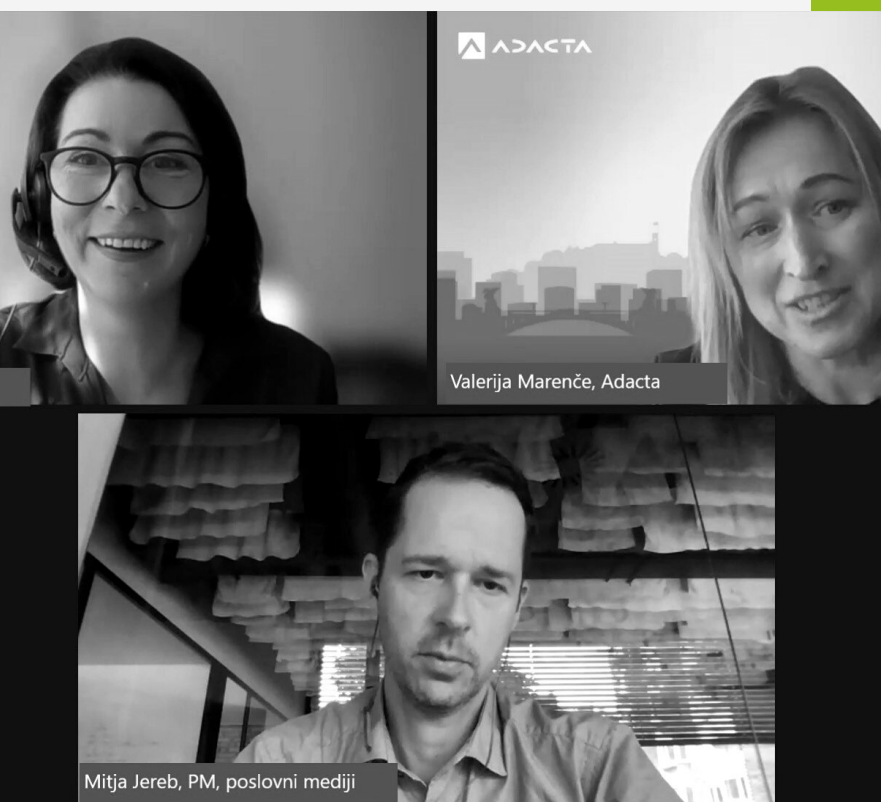 ADACTA
Valerija Marenče, Adacta
Mitja Jereb, PM, poslovni mediji